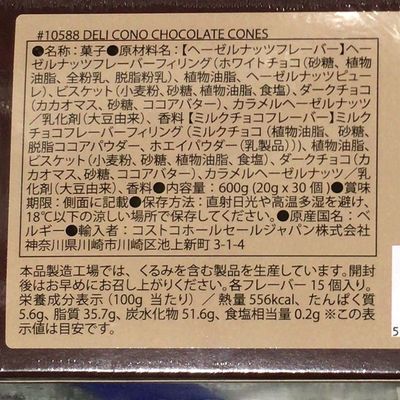 #10588 DELI CONO CHOCOLATE CONES
●名称：菓子●原材料名：【ヘーゼルナッツフレーバー】ヘー
ゼルナッツフレーバーフィリング（ホワイトチョコ（砂糖、植
物油脂、全粉乳、脱脂粉乳）、植物油脂、ヘーゼルナッツピュー
レ）、ビスケット（小麦粉、砂糖、植物油脂、食塩）、ダークチョコ
（カカオマス、砂糖、ココアバター）、カラメルヘーゼルナッツ／
乳化剤（大豆由来）、香料【ミルクチョコフレーバー】ミルク
チョコフレーバーフィリング（ミルクチョコ（植物油脂、砂糖、
脱脂ココアパウダー、ホエイパウダー（乳製品）））、植物油脂、
ビスケット（小麦粉、砂糖、植物油脂、食塩）、ダークチョコ（カ
カオマス、砂糖、ココアバター）、カラメルヘーゼルナッツ／乳
化剤（大豆由来）、香料●内容量：600g（20g x 30 個）●賞味
期限：側面に記載●保存方法：直射日光や高温多湿を避け、
18℃以下の涼しい場所で保存してください。●原産国名：ベ
ルギー●輸入者：コストコホールセールジャパン株式会社
神奈川県川崎市川崎区池上新町 3-1-4
本品製造工場では、くるみを含む製品を生産しています。開封
後はお早めにお召し上がりください。各フレーバー 15 個入り。
栄養成分表示（100g 当たり）／熱量 556kcal、たんぱく質
5.6g、脂質 35.7g、炭水化物 51.6g、食塩相当量 0.2g ※この表
示値は目安です。
5